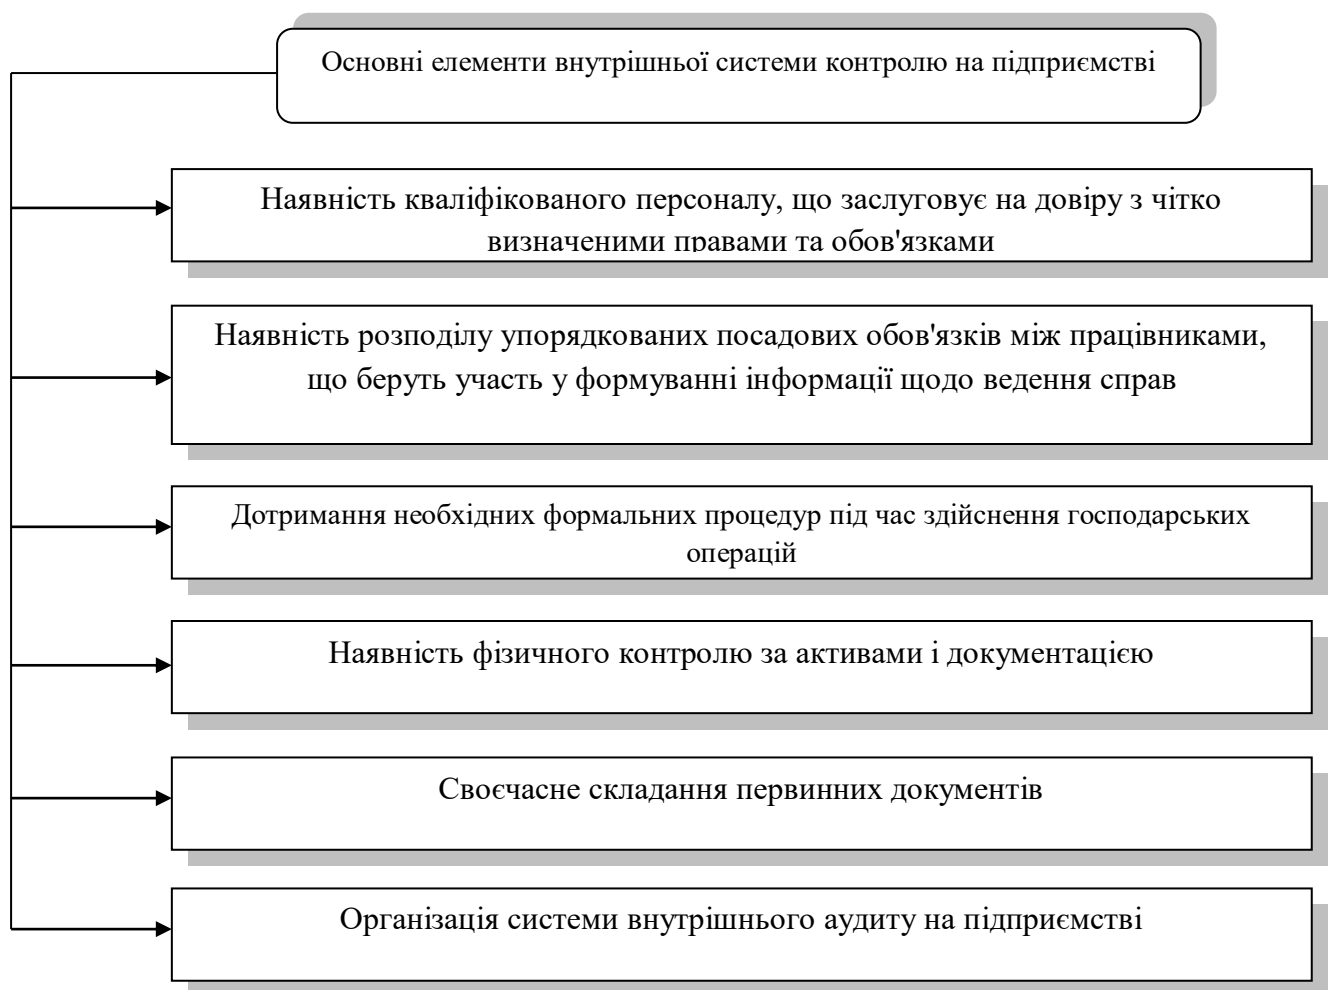 Основні елементи внутрішньої системи контролю на підприємстві
Наявність кваліфікованого персоналу, що заслуговує на довіру з чітко
визначеними правами та обов'язками
Наявність розподілу упорядкованих посадових обов'язків між працівниками,
що беруть участь у формуванні інформації щодо ведення справ
Дотримання необхідних формальних процедур під час здійснення господарських
операцій
Наявність фізичного контролю за активами і документацією
Своєчасне складання первинних документів
Організація системи внутрішнього аудиту на підприємстві